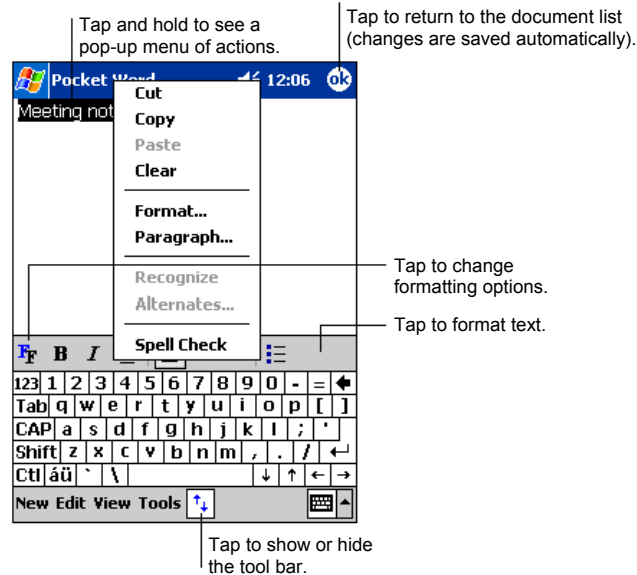 Tap and hold to see a
pop-up menu of actions.
Tap to return to the document list
(changes are saved automatically).
Pocket Word 12:06 ok
Meeting not
Cut
Copy
Paste
Clear
Format...
Paragraph...
Recognize
Alternates...
Spell Check
Tap to change
formatting options.
Tap to format text.
FF B I
123 1 2 3 4 5 6 7 8 9 0 - = 🡄
Tab q w e r t y u i o p [ ]
CAP a s d f g h j k l ; '
Shift z x c v b n m , . / ↵
Ctl áü ` \ ↓ ↑ ← →
New Edit View Tools
Tap to show or hide
the tool bar.